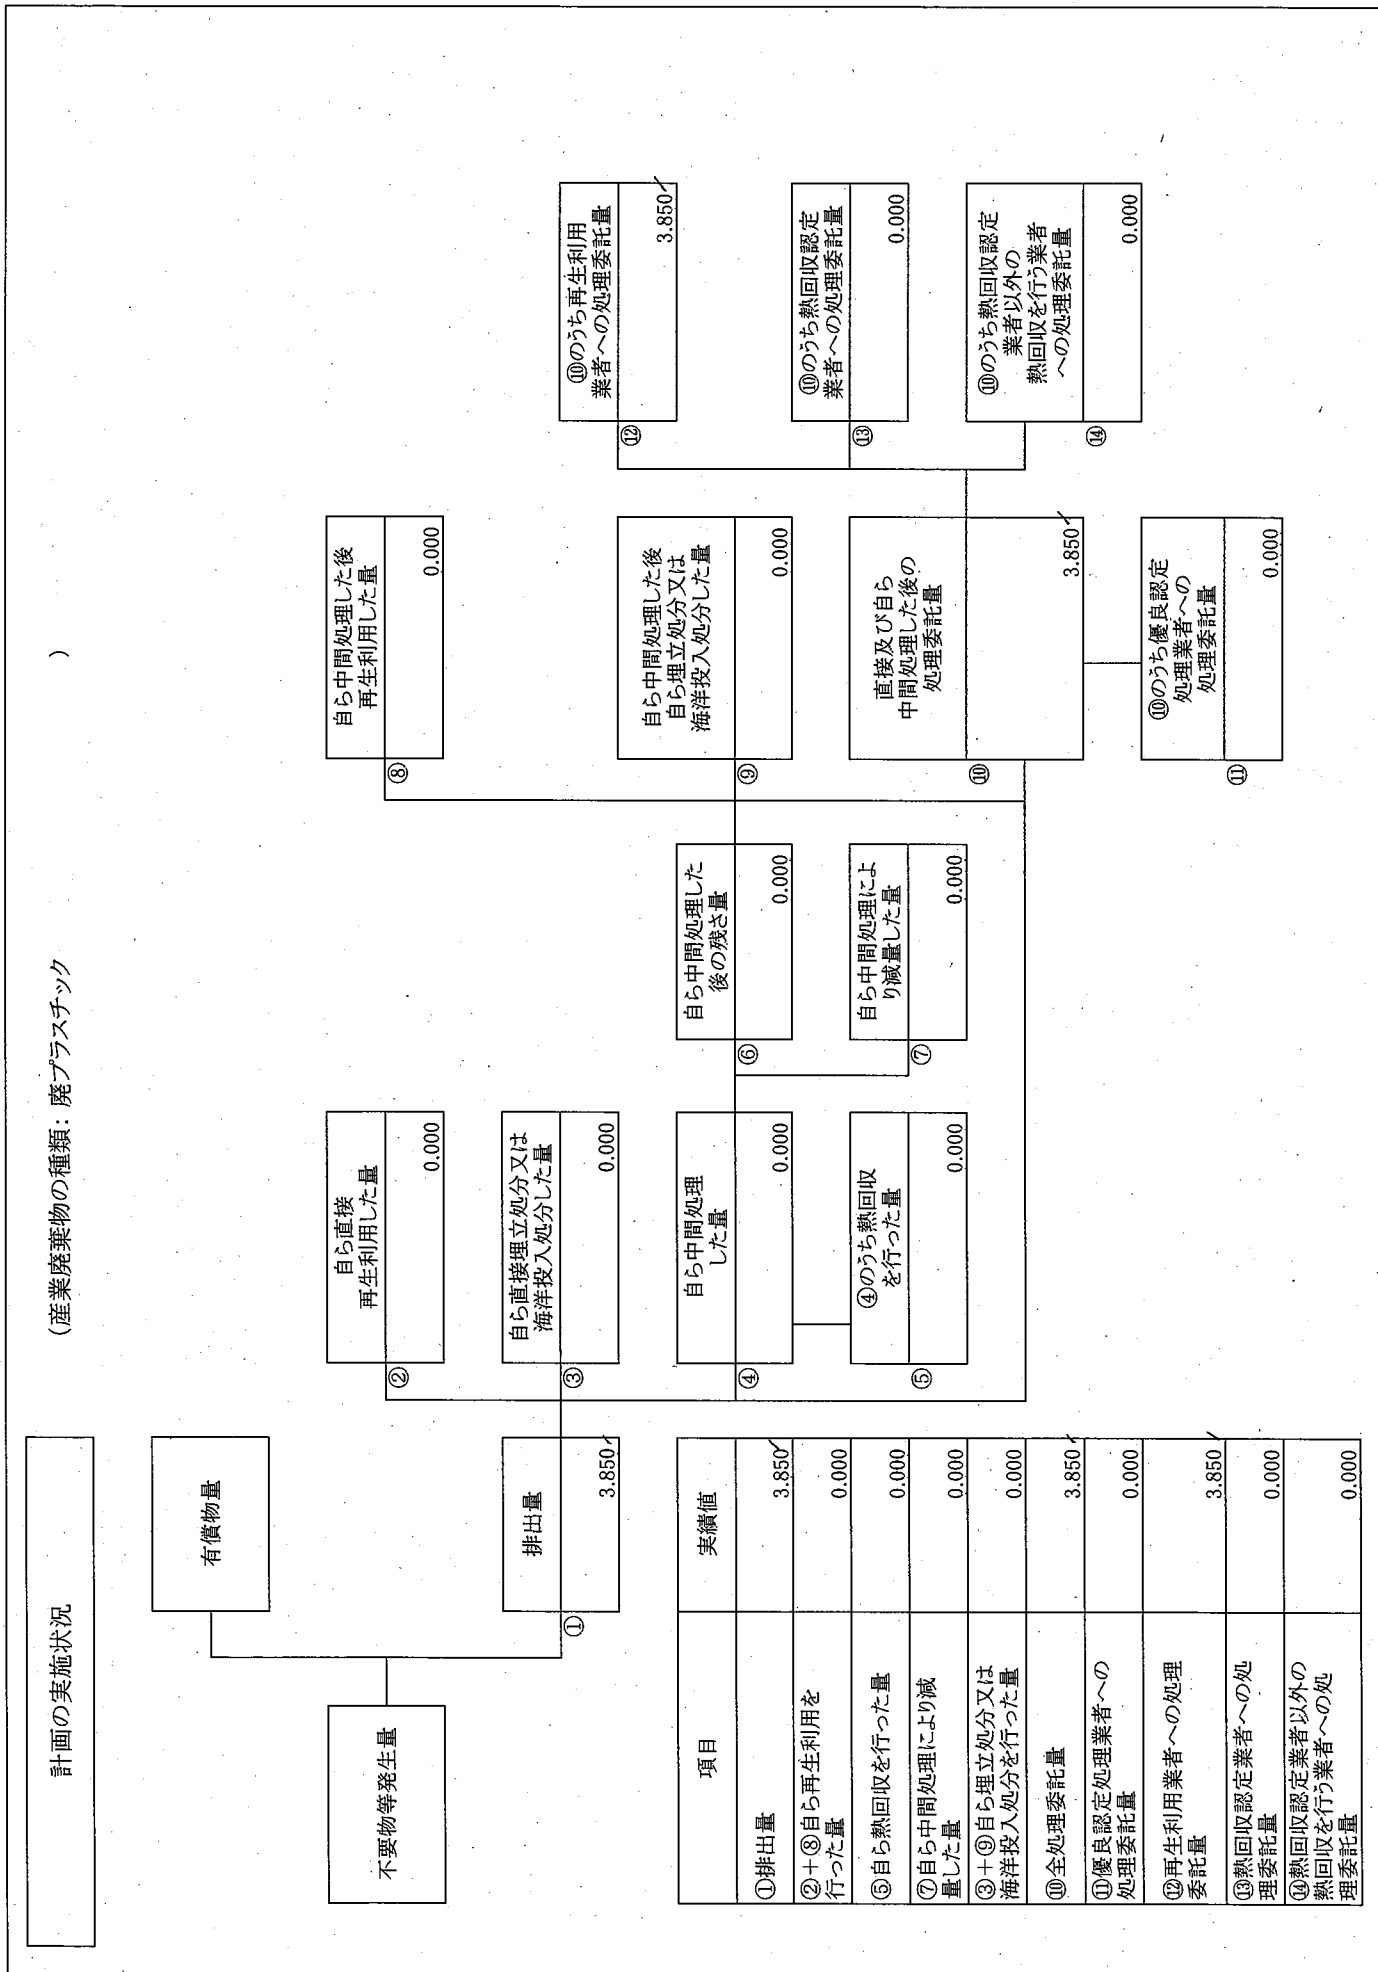 計画の実施状況
(産業廃棄物の種類：廃プラスチック　　　　)
不要物等発生量
有償物量
①
排出量
3.850
②
自ら直接
再生利用した量
0.000
③
自ら直接埋立処分又は
海洋投入処分した量
0.000
④
自ら中間処理
した量
0.000
⑤
④のうち熱回収
を行った量
0.000
⑥
自ら中間処理した
後の残さ量
0.000
⑦
自ら中間処理によ
り減量した量
0.000
⑧
自ら中間処理した後
再生利用した量
0.000
⑨
自ら中間処理した後
自ら埋立処分又は
海洋投入処分した量
0.000
⑩
直接及び自ら
中間処理した後の
処理委託量
3.850
⑪
⑩のうち優良認定
処理業者への
処理委託量
0.000
⑫
⑩のうち再生利用
業者への処理委託量
3.850
⑬
⑩のうち熱回収認定
業者への処理委託量
0.000
⑭
⑩のうち熱回収認定
業者以外の
熱回収を行う業者
への処理委託量
0.000
項目 実績値
①排出量 3.850
②＋⑧自ら再生利用を
行った量 0.000
⑤自ら熱回収を行った量 0.000
⑦自ら中間処理により減
量した量 0.000
③＋⑨自ら埋立処分又は
海洋投入処分を行った量 0.000
⑩全処理委託量 3.850
⑪優良認定処理業者への
処理委託量 0.000
⑫再生利用業者への処理
委託量 3.850
⑬熱回収認定業者への処
理委託量 0.000
⑭熱回収認定業者以外の
熱回収を行う業者への処
理委託量 0.000